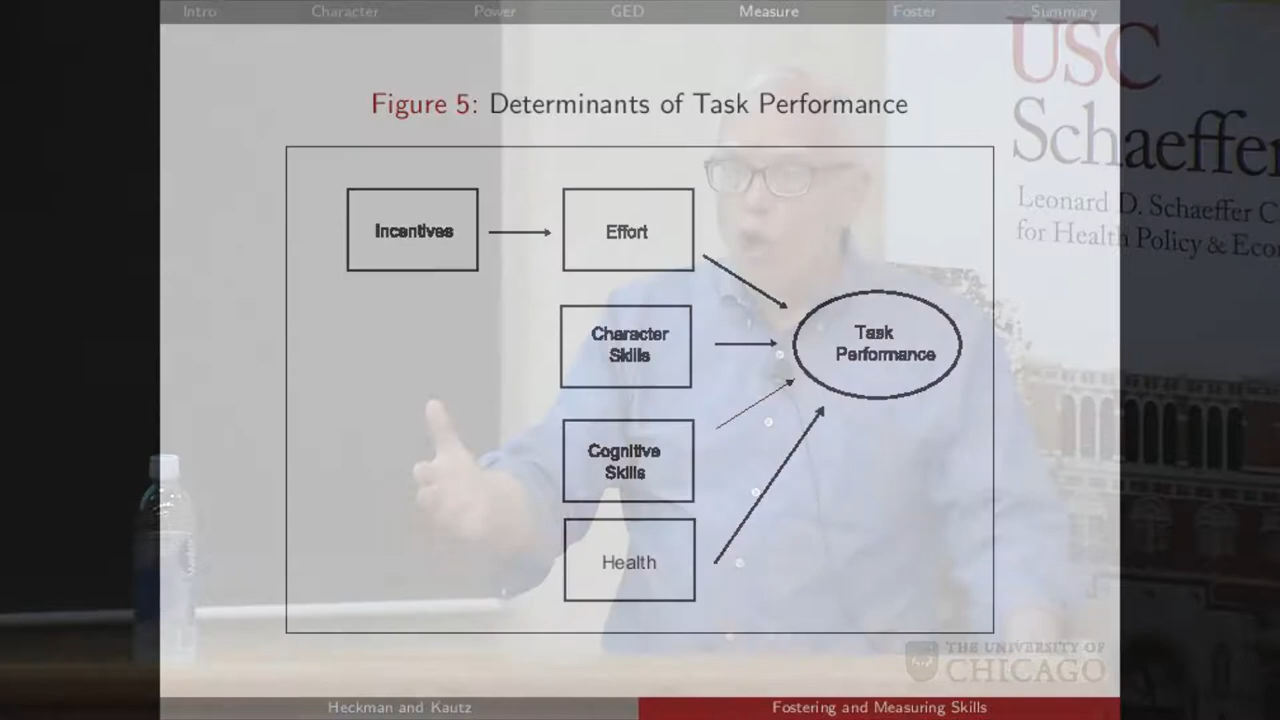 Intro Character Power GED Measure Foster Summary
USC
Schaeffer
Leonard D. Schaeffer C
for Health Policy & Eco
Figure 5: Determinants of Task Performance
Incentives
Effort
Character
Skills
Task
Performance
Cognitive
Skills
Health
THE UNIVERSITY OF
CHICAGO
Heckman and Kautz
Fostering and Measuring Skills